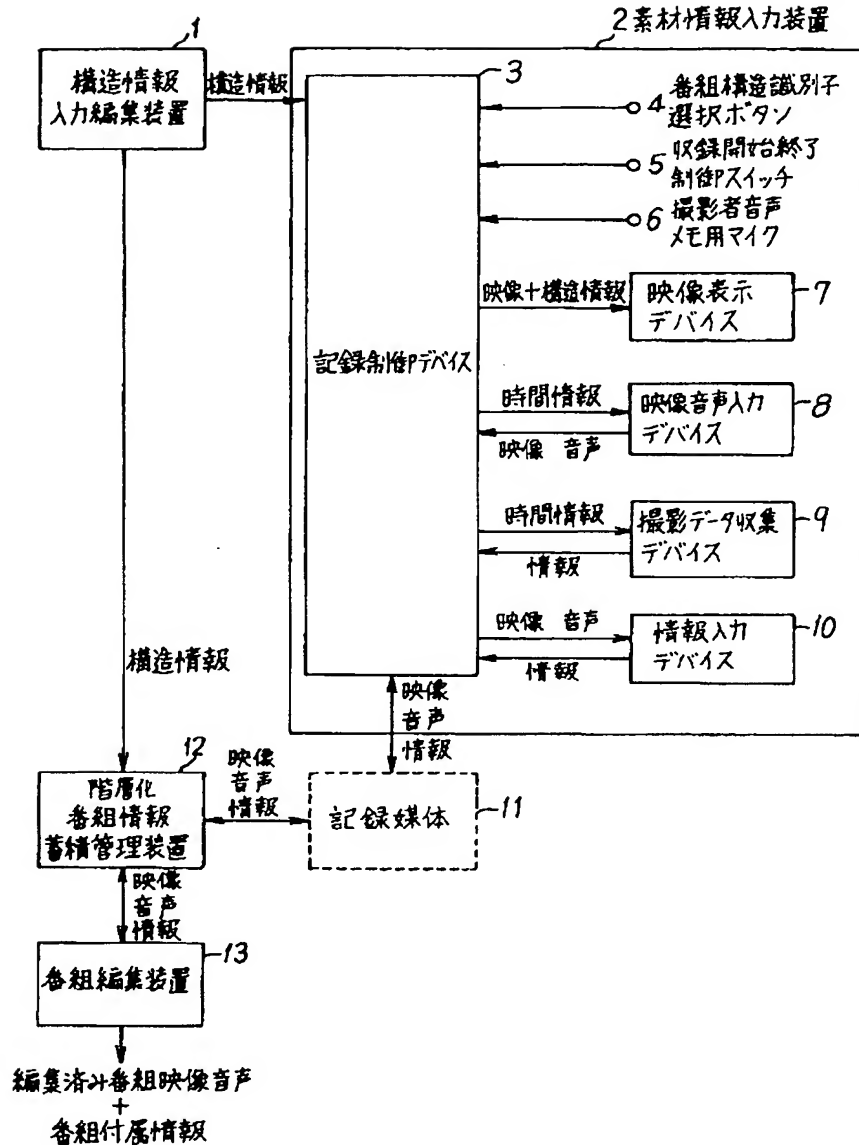 2素材情報入力装置
1
構造情報
入力編集装置
構造情報
3
記録制御デバイス
4 番組構造識別子
選択ボタン
5 収録開始終了
制御スイッチ
6 撮影者音声
メモ用マイク
映像+構造情報
映像表示
デバイス
7
時間情報
映像 音声
映像音声入力
デバイス
8
時間情報
情報
撮影データ収集
デバイス
9
映像 音声
情報
情報入力
デバイス
10
構造情報
映像
音声
情報
12
階層化
番組情報
蓄積管理装置
映像
音声
情報
記録媒体
11
映像
音声
情報
番組編集装置
13
編集済み番組映像音声
+
番組付属情報